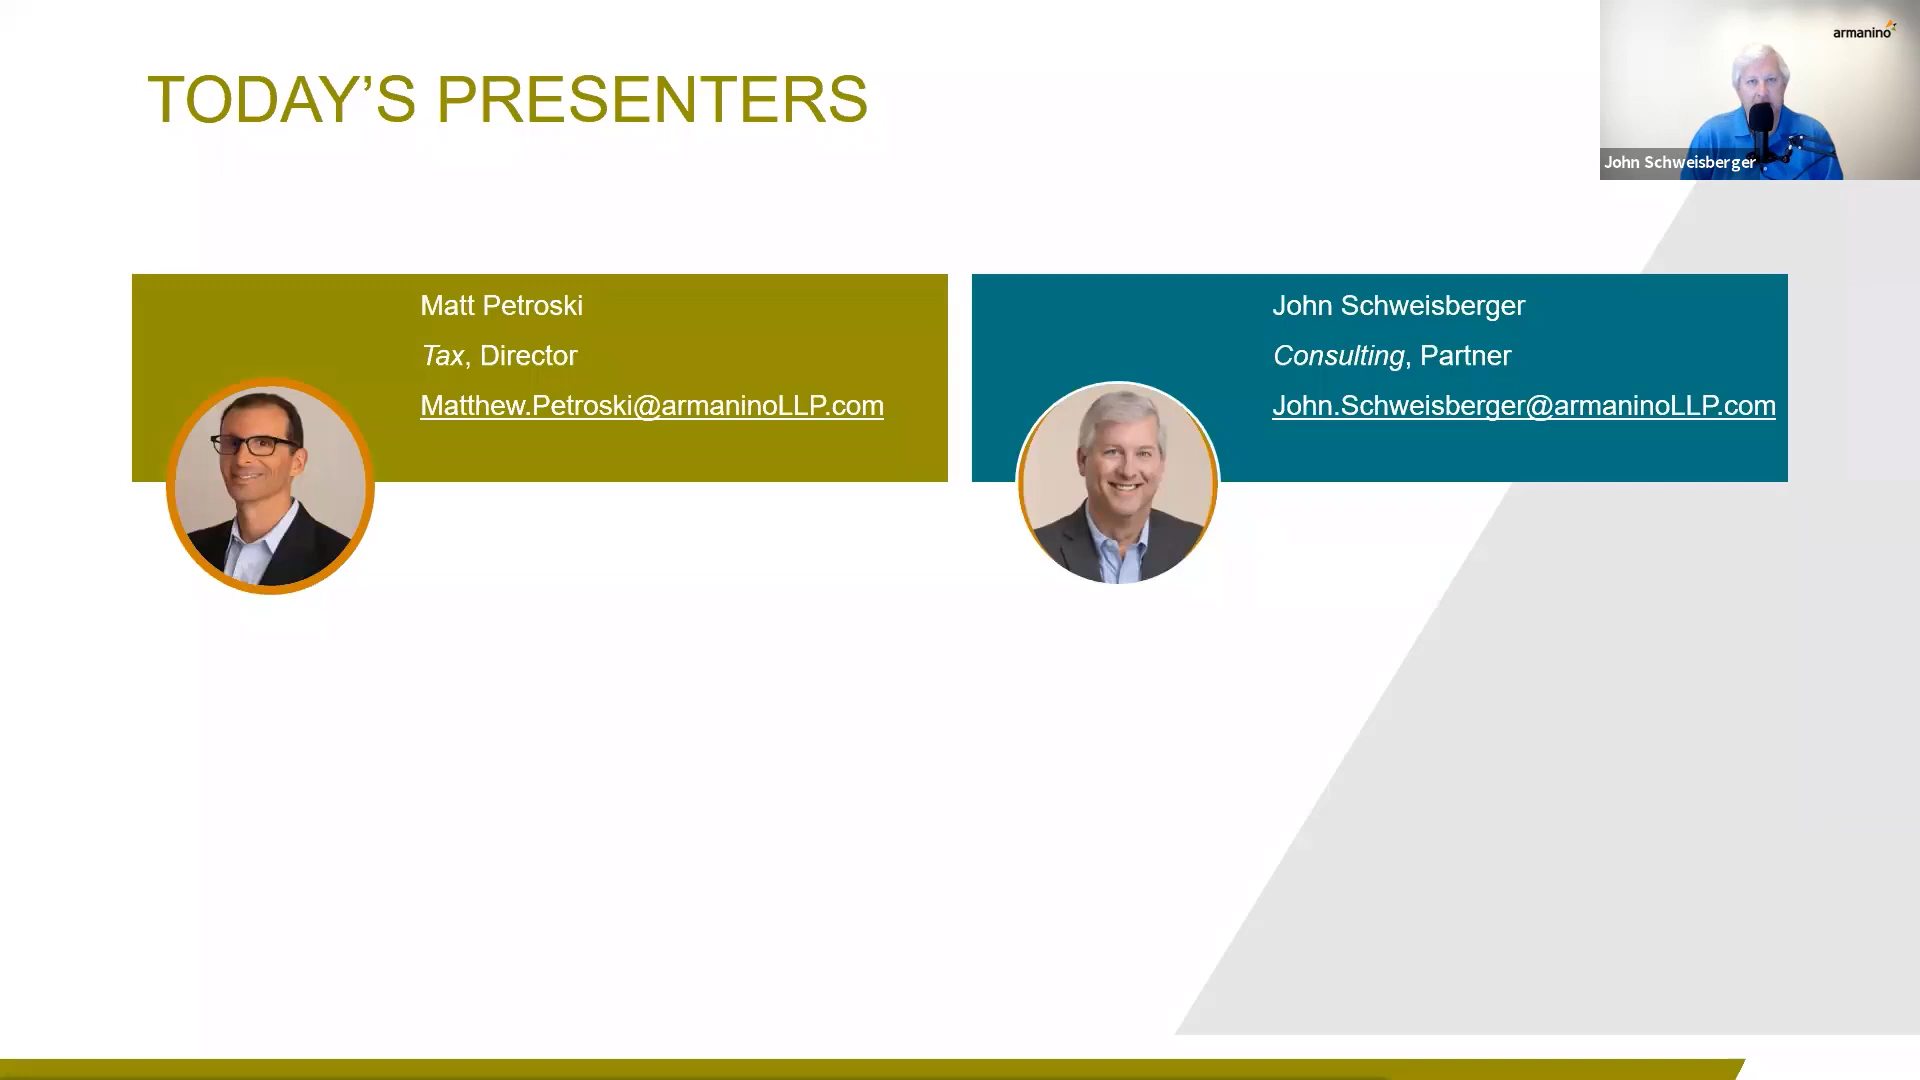 TODAY’S PRESENTERS
armanino
John Schweisberger
Matt Petroski
Tax, Director
Matthew.Petroski@armaninoLLP.com
John Schweisberger
Consulting, Partner
John.Schweisberger@armaninoLLP.com